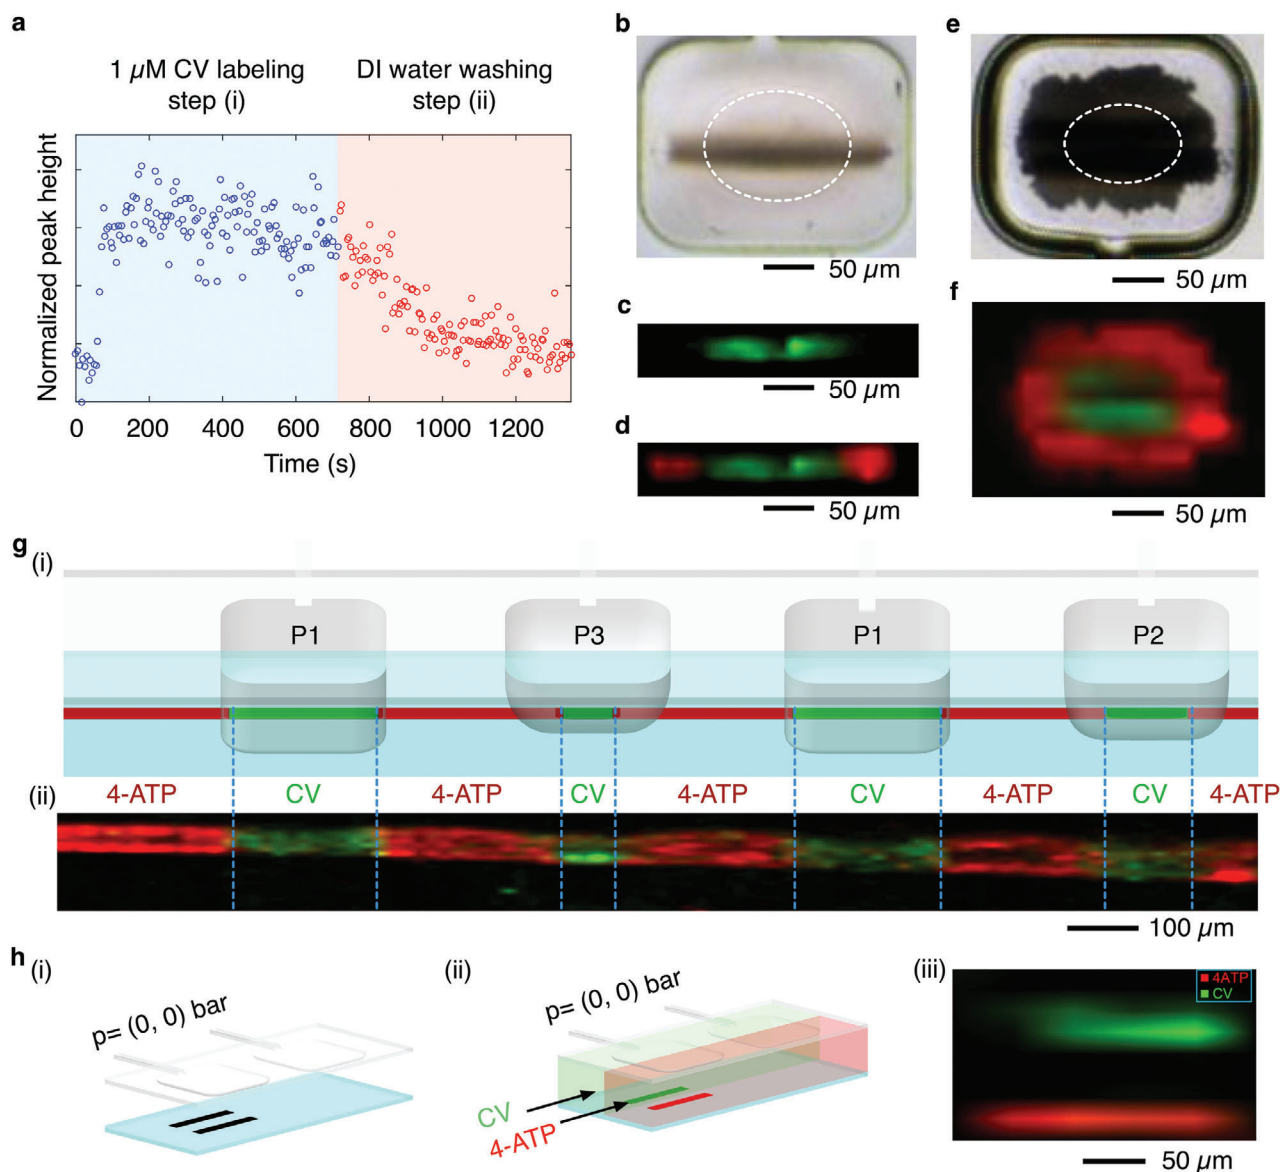 a
1 µM CV labeling
step (i)
DI water washing
step (ii)
Normalized peak height
0 200 400 600 800 1000 1200
Time (s)
b
50 µm
c
50 µm
d
50 µm
e
50 µm
f
50 µm
g
(i)
P1 P3 P1 P2
4-ATP CV 4-ATP CV 4-ATP CV 4-ATP CV 4-ATP
(ii)
100 µm
h
(i)
p= (0, 0) bar
(ii)
p= (0, 0) bar
CV
4-ATP
(iii)
4ATP
CV
50 µm